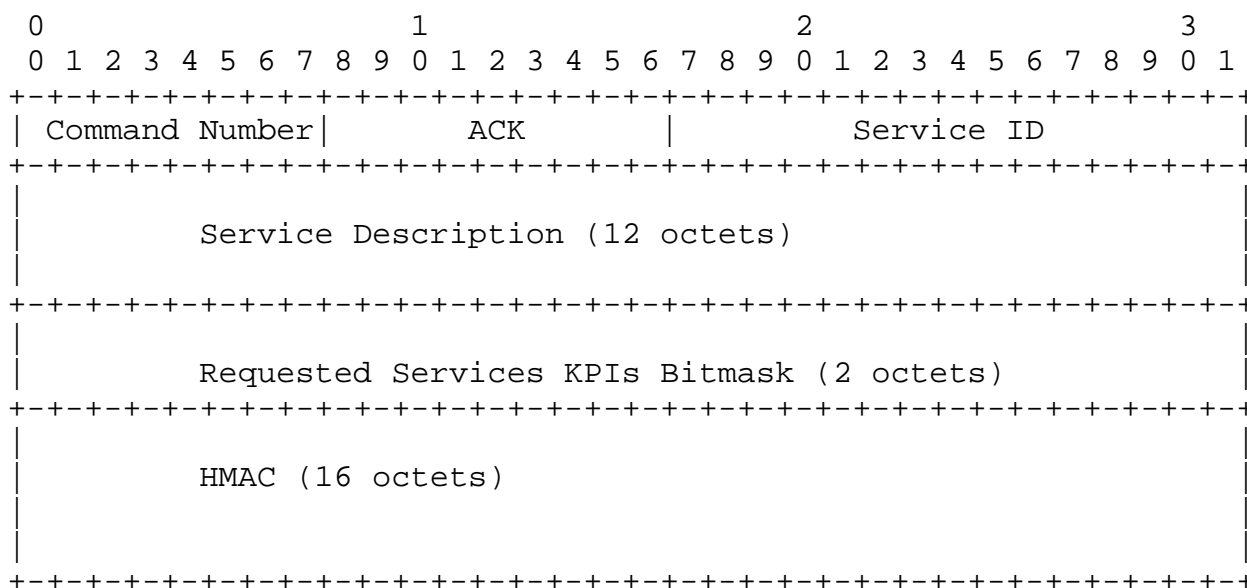 0                   1                   2                   3
0 1 2 3 4 5 6 7 8 9 0 1 2 3 4 5 6 7 8 9 0 1 2 3 4 5 6 7 8 9 0 1
+-+-+-+-+-+-+-+-+-+-+-+-+-+-+-+-+-+-+-+-+-+-+-+-+-+-+-+-+-+-+-+-+
| Command Number|       ACK       |         Service ID          |
+-+-+-+-+-+-+-+-+-+-+-+-+-+-+-+-+-+-+-+-+-+-+-+-+-+-+-+-+-+-+-+-+
|                                                               |
|         Service Description (12 octets)                       |
|                                                               |
+-+-+-+-+-+-+-+-+-+-+-+-+-+-+-+-+-+-+-+-+-+-+-+-+-+-+-+-+-+-+-+-+
|                                                               |
|         Requested Services KPIs Bitmask (2 octets)            |
+-+-+-+-+-+-+-+-+-+-+-+-+-+-+-+-+-+-+-+-+-+-+-+-+-+-+-+-+-+-+-+-+
|                                                               |
|         HMAC (16 octets)                                      |
|                                                               |
|                                                               |
+-+-+-+-+-+-+-+-+-+-+-+-+-+-+-+-+-+-+-+-+-+-+-+-+-+-+-+-+-+-+-+-+